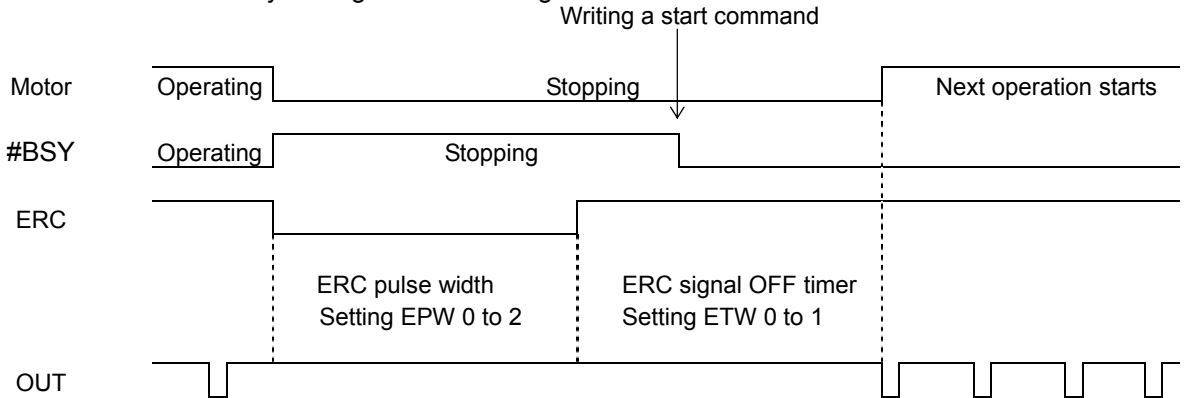 Writing a start command
Motor Operating Stopping Next operation starts
#BSY Operating Stopping
ERC
ERC pulse width ERC signal OFF timer
Setting EPW 0 to 2 Setting ETW 0 to 1
OUT